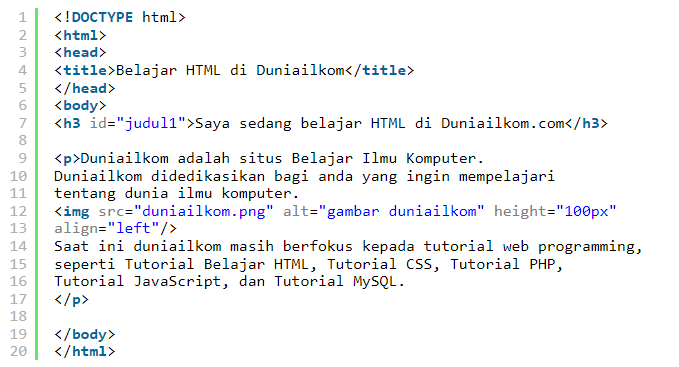 1 <!DOCTYPE html>
2 <html>
3 <head>
4 <title>Belajar HTML di Duniailkom</title>
5 </head>
6 <body>
7 <h3 id="judul1">Saya sedang belajar HTML di Duniailkom.com</h3>
8
9 <p>Duniailkom adalah situs Belajar Ilmu Komputer.
10 Duniailkom didedikasikan bagi anda yang ingin mempelajari
11 tentang dunia ilmu komputer.
12 <img src="duniailkom.png" alt="gambar duniailkom" height="100px"
13 align="left"/>
14 Saat ini duniailkom masih berfokus kepada tutorial web programming,
15 seperti Tutorial Belajar HTML, Tutorial CSS, Tutorial PHP,
16 Tutorial JavaScript, dan Tutorial MySQL.
17 </p>
18
19 </body>
20 </html>